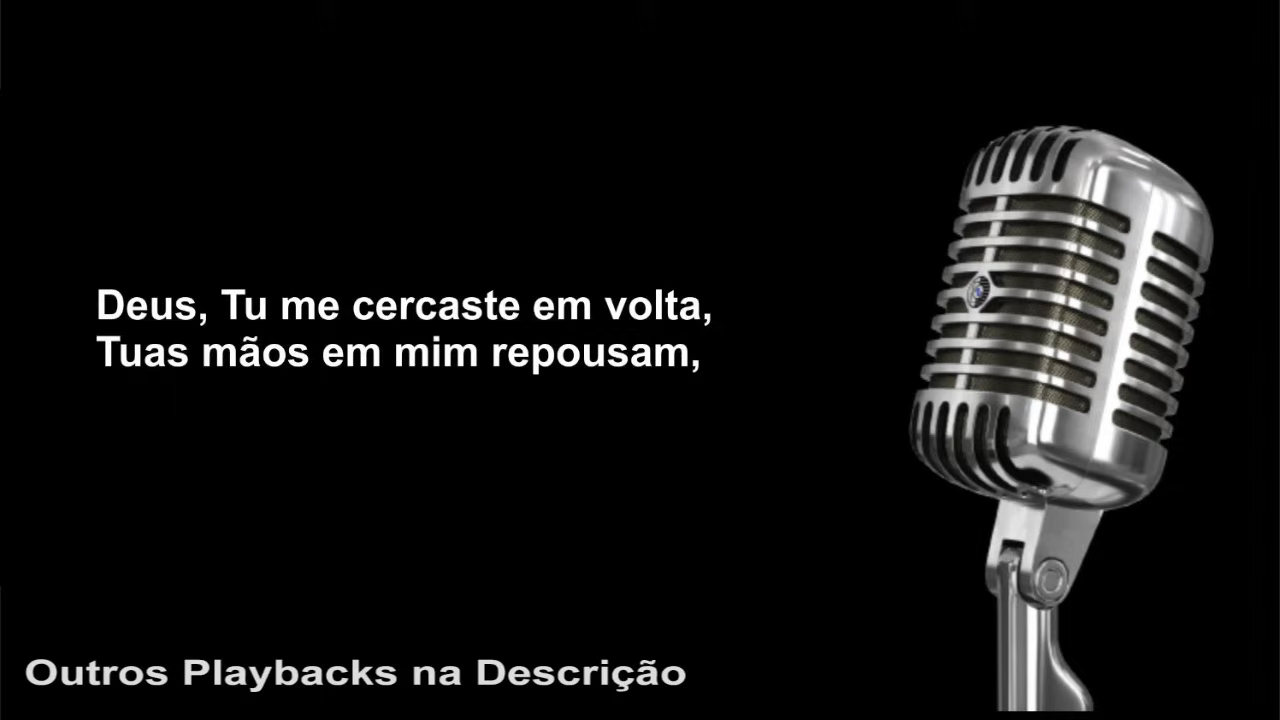 Deus, Tu me cercaste em volta,
Tuas mãos em mim repousam,
Outros Playbacks na Descrição